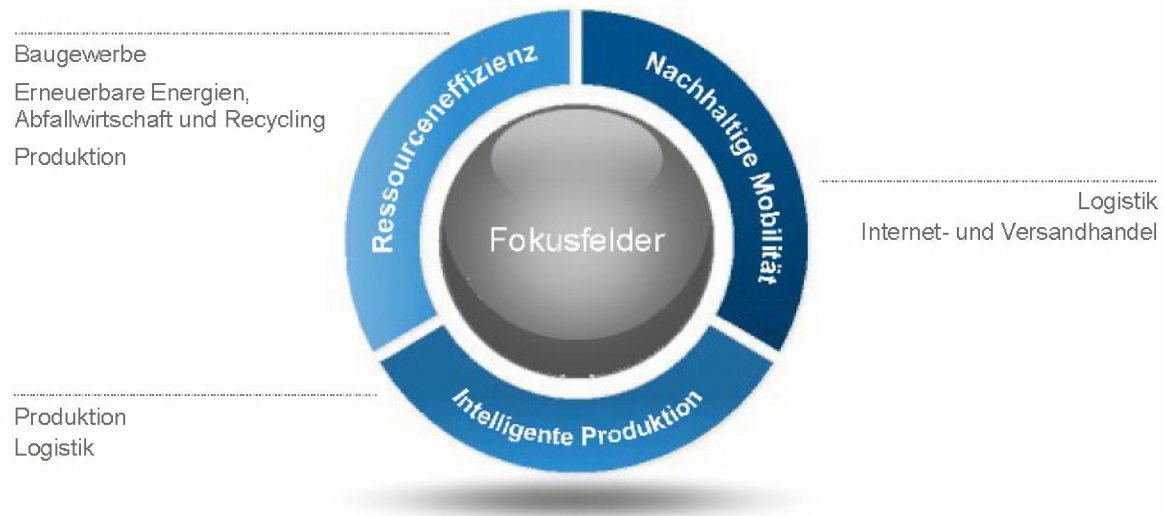 Baugewerbe
Erneuerbare Energien,
Abfallwirtschaft und Recycling
Produktion
Ressourceneffizienz
Nachhaltige Mobilität
Fokusfelder
Logistik
Internet- und Versandhandel
Intelligente Produktion
Produktion
Logistik